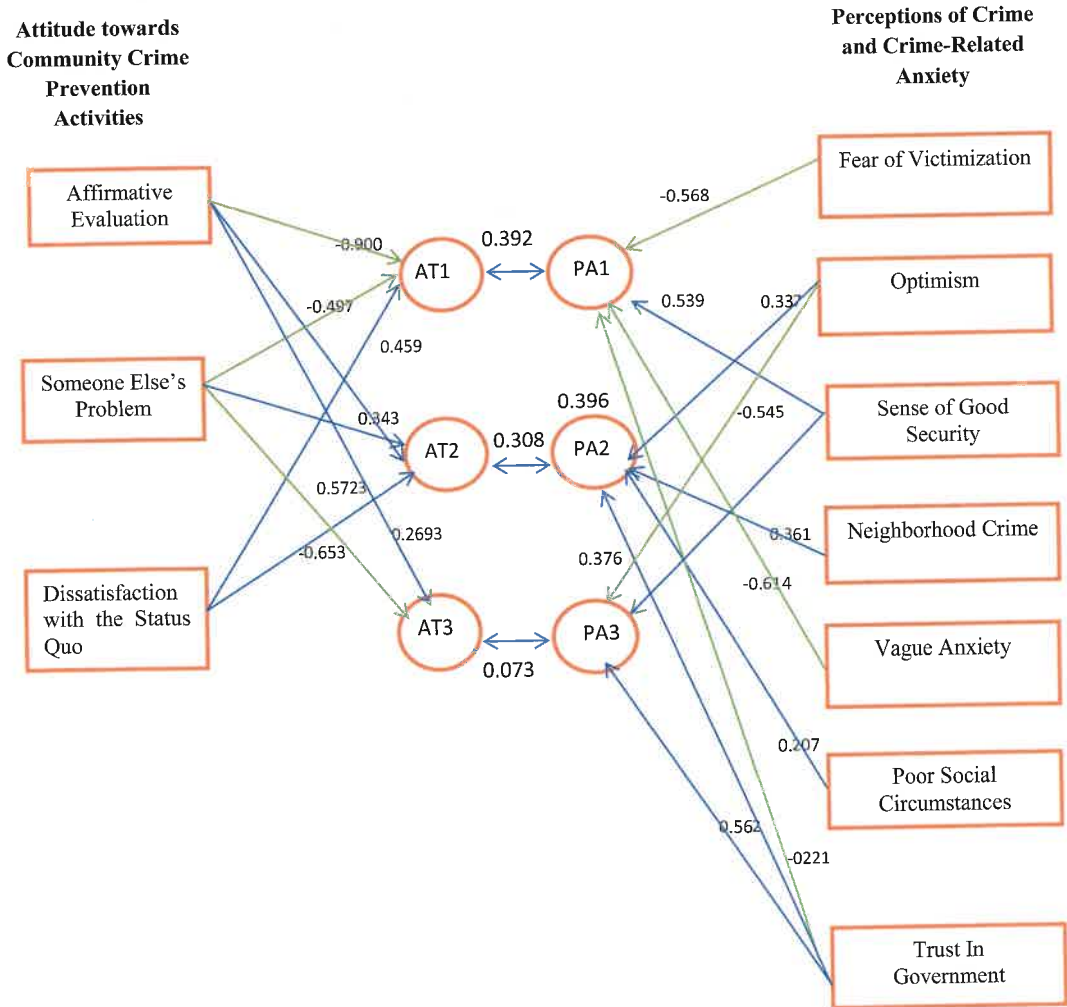 Attitude towards
Community Crime
Prevention
Activities
Perceptions of Crime
and Crime-Related
Anxiety
Affirmative
Evaluation
Someone Else's
Problem
Dissatisfaction
with the Status
Quo
-0.900
-0.497
0.459
0.343
0.5723
0.2693
-0.653
AT1
AT2
AT3
0.392
0.308
0.073
PA1
PA2
PA3
-0.568
0.539
0.337
0.396
-0.545
0.361
0.376
-0.614
0.207
0.562
-0221
Fear of Victimization
Optimism
Sense of Good
Security
Neighborhood Crime
Vague Anxiety
Poor Social
Circumstances
Trust In
Government